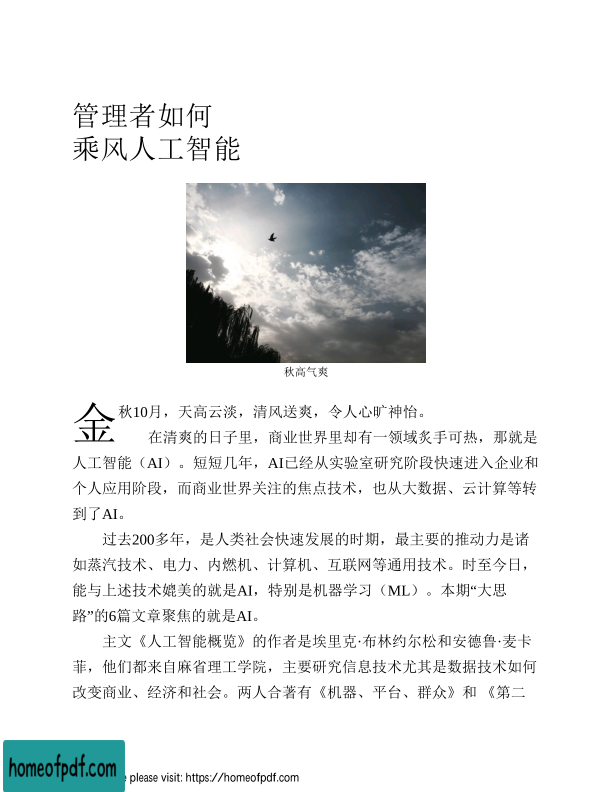 管理者如何
乘风人工智能
秋高气爽
金秋10月，天高云淡，清风送爽，令人心旷神怡。
在清爽的日子里，商业世界里却有一领域炙手可热，那就是
人工智能（AI）。短短几年，AI已经从实验室研究阶段快速进入企业和
个人应用阶段，而商业世界关注的焦点技术，也从大数据、云计算等转
到了AI。
过去200多年，是人类社会快速发展的时期，最主要的推动力是诸
如蒸汽技术、电力、内燃机、计算机、互联网等通用技术。时至今日，
能与上述技术媲美的就是AI，特别是机器学习（ML）。本期“大思
路”的6篇文章聚焦的就是AI。
主文《人工智能概览》的作者是埃里克·布林约尔松和安德鲁·麦卡
菲，他们都来自麻省理工学院，主要研究信息技术尤其是数据技术如何
改变商业、经济和社会。两人合著有《机器、平台、群众》和 《第二
homeofpdf.com
e please visit: https://homeofpdf.com